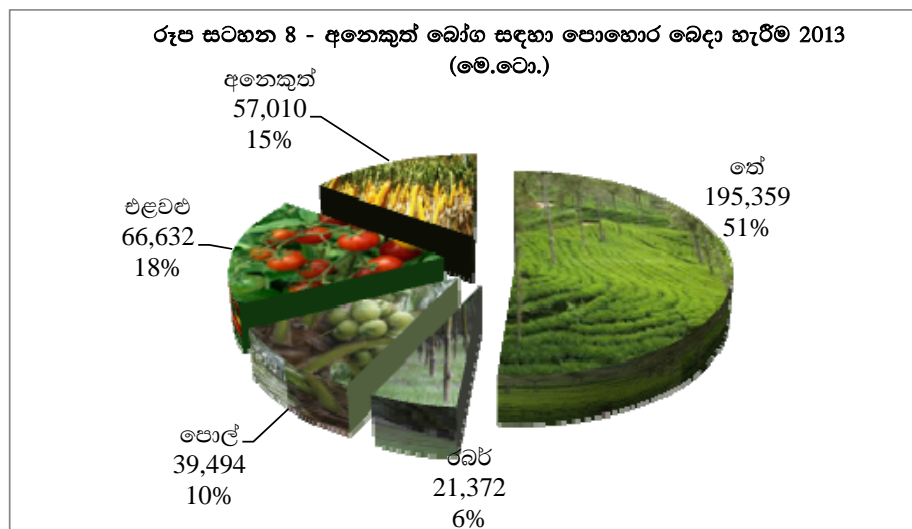 රූප සටහන 8 - අනෙකුත් බෝග සඳහා පොහොර බෙදා හැරීම 2013
(මෙ.ටො.)
අනෙකුත්
57,010
15%
තේ
195,359
51%
එළවළු
66,632
18%
පොල්
39,494
10%
රබර්
21,372
6%